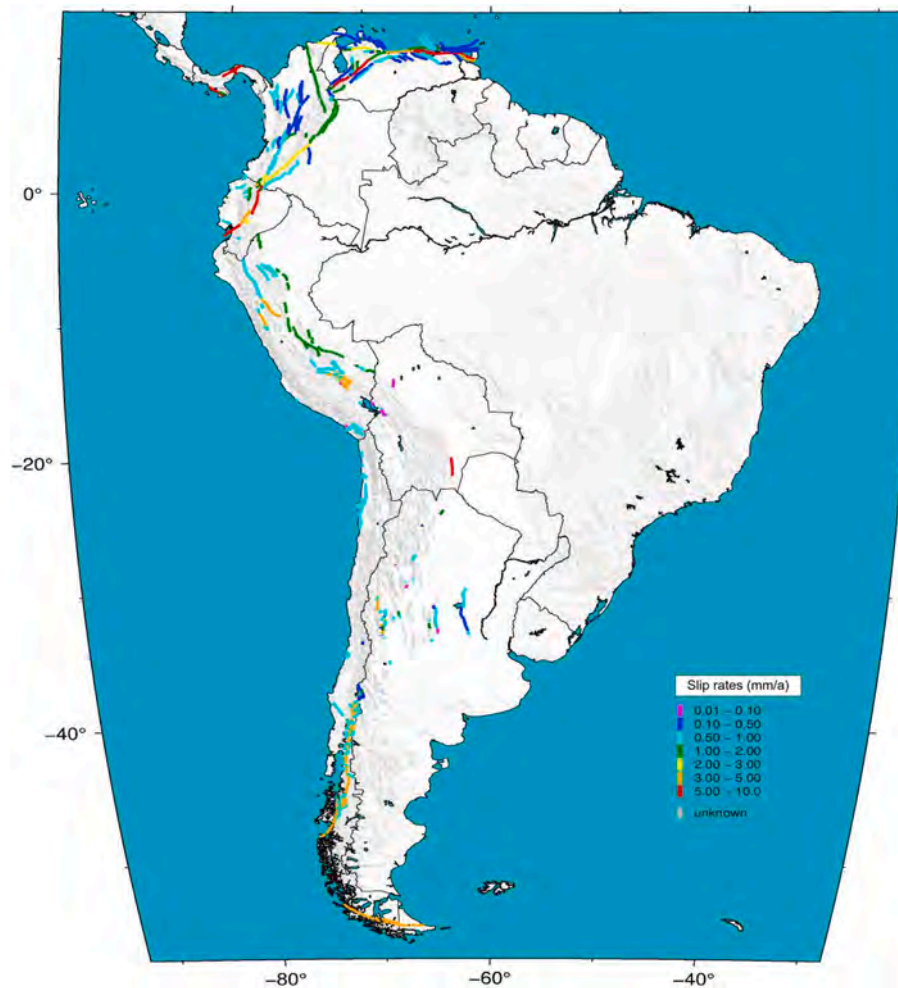 0°
−20°
−40°
Slip rates (mm/a)
0.01 – 0.10
0.10 – 0.50
0.50 – 1.00
1.00 – 2.00
2.00 – 3.00
3.00 – 5.00
5.00 – 10.0
unknown
−80°
−60°
−40°